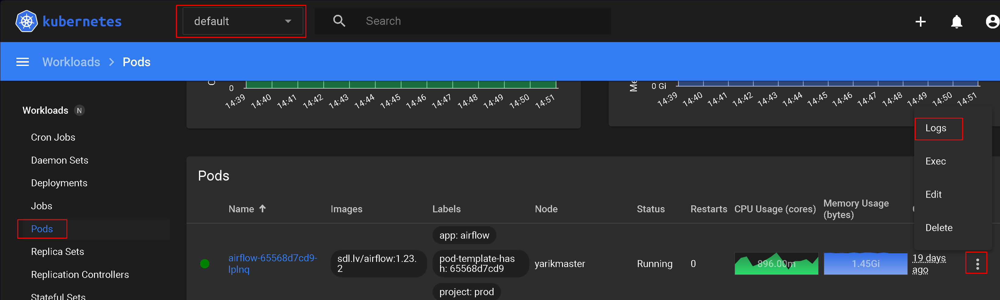 kubernetes
default
Search
Workloads > Pods
0
14:39 14:40 14:41 14:42 14:43 14:44 14:45 14:46 14:47 14:48 14:49 14:50 14:51
0 Gi
14:39 14:40 14:41 14:42 14:43 14:44 14:45 14:46 14:47 14:48 14:49 14:50 14:51
Workloads N
Cron Jobs
Daemon Sets
Deployments
Jobs
Pods
Replica Sets
Replication Controllers
Stateful Sets
Logs
Exec
Edit
Delete
Pods
Name
Images
Labels
Node
Status
Restarts
CPU Usage (cores)
Memory Usage
(bytes)
airflow-65568d7cd9-
lplnq
sdl.lv/airflow:1.23.
2
app: airflow
pod-template-has
h: 65568d7cd9
project: prod
yarikmaster
Running
0
896.00m
1.45Gi
19 days
ago